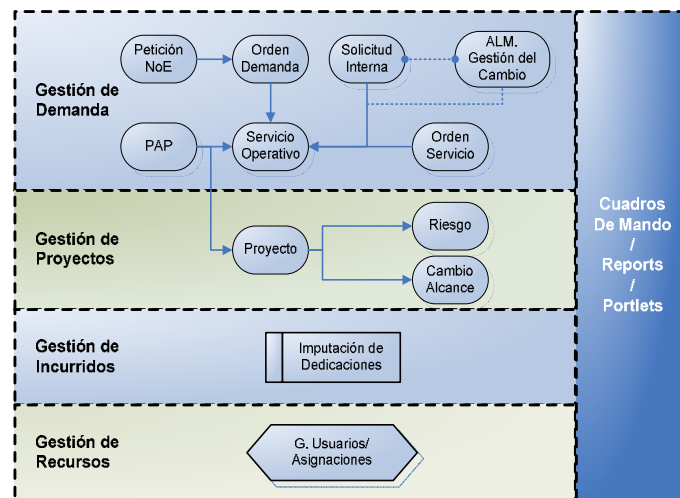 Petición
NoE
Orden
Demanda
Solicitud
Interna
ALM.
Gestión del
Cambio
Gestión de
Demanda
PAP
Servicio
Operativo
Orden
Servicio
Gestión de
Proyectos
Proyecto
Riesgo
Cambio
Alcance
Gestión de
Incurridos
Imputación de
Dedicaciones
Gestión de
Recursos
G. Usuarios/
Asignaciones
Cuadros
De Mando
/
Reports
/
Portlets